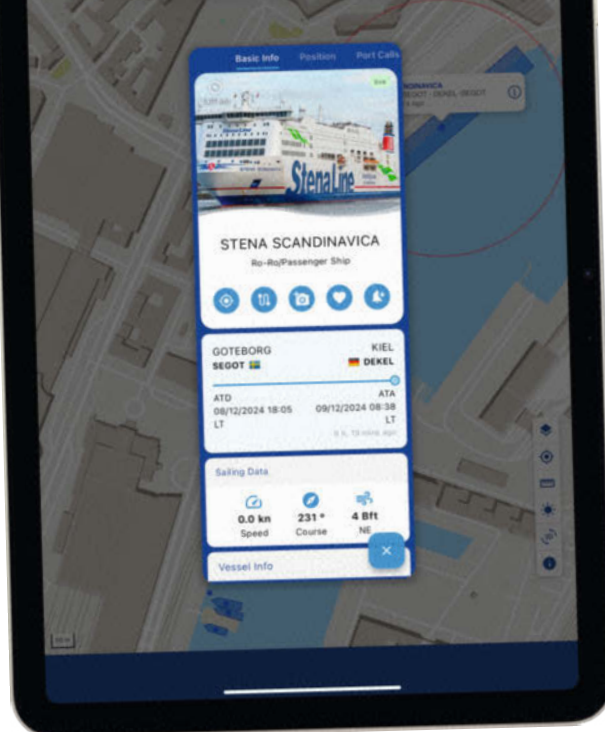 Basic Info Position Port Calls
StenaLine
STENA SCANDINAVICA
Ro-Ro/Passenger Ship
GOTEBORG KIEL
SEGOT DEKEL
ATD ATA
08/12/2024 18:05 09/12/2024 08:38
LT LT
Sailing Data
0.0 kn 231 ° 4 Bft
Speed Course NE
Vessel Info